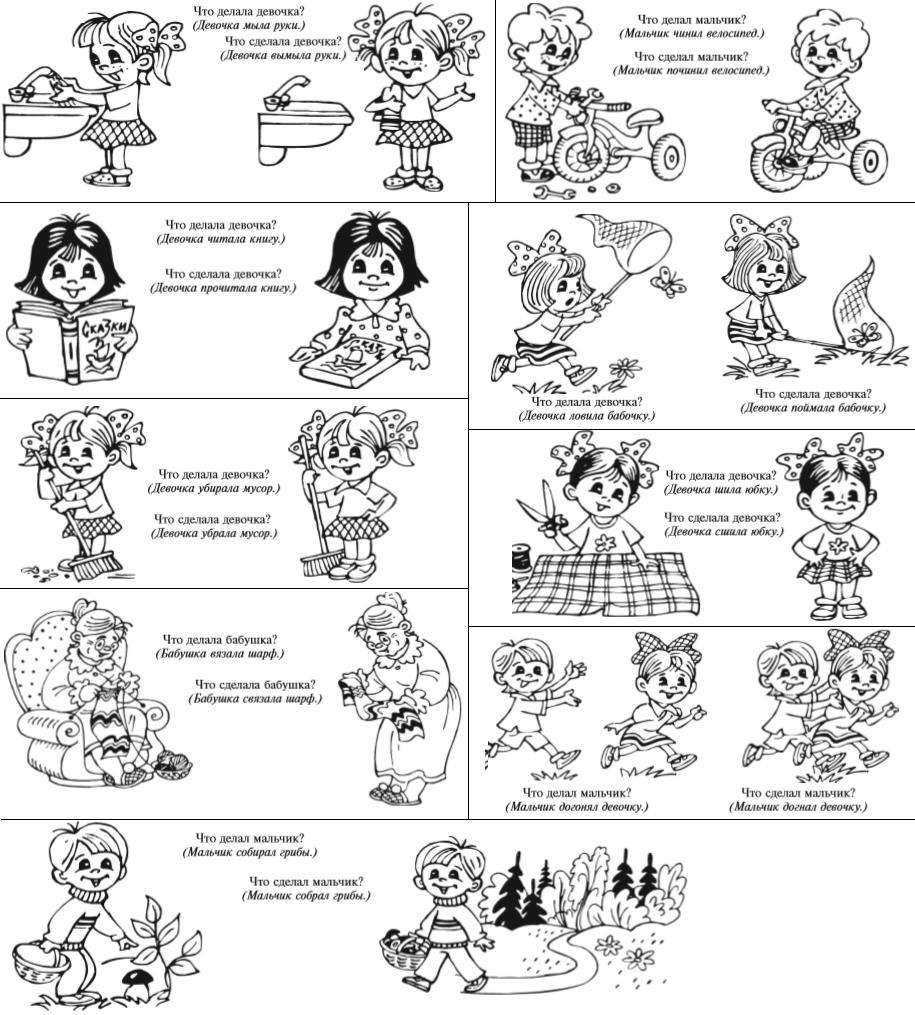 Что делала девочка?
(Девочка мыла руки.)
Что сделала девочка?
(Девочка вымыла руки.)
Что делал мальчик?
(Мальчик чинил велосипед.)
Что сделал мальчик?
(Мальчик починил велосипед.)
Что делала девочка?
(Девочка читала книгу.)
Что сделала девочка?
(Девочка прочитала книгу.)
Сказки
СКАЗ
Что делала девочка?
(Девочка ловила бабочку.)
Что сделала девочка?
(Девочка поймала бабочку.)
Что делала девочка?
(Девочка убирала мусор.)
Что сделала девочка?
(Девочка убрала мусор.)
Что делала девочка?
(Девочка шила юбку.)
Что сделала девочка?
(Девочка сшила юбку.)
Что делала бабушка?
(Бабушка вязала шарф.)
Что сделала бабушка?
(Бабушка связала шарф.)
Что делал мальчик?
(Мальчик догонял девочку.)
Что сделал мальчик?
(Мальчик догнал девочку.)
Что делал мальчик?
(Мальчик собирал грибы.)
Что сделал мальчик?
(Мальчик собрал грибы.)